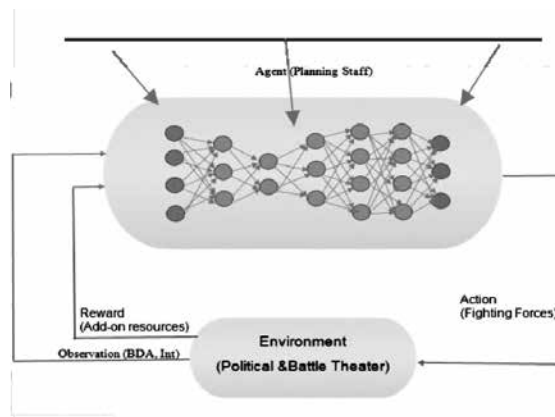 Agent (Planning Staff)
Reward
(Add-on resources)
Action
(Fighting Forces)
Observation (BDA, Int)
Environment
(Political &Battle Theater)